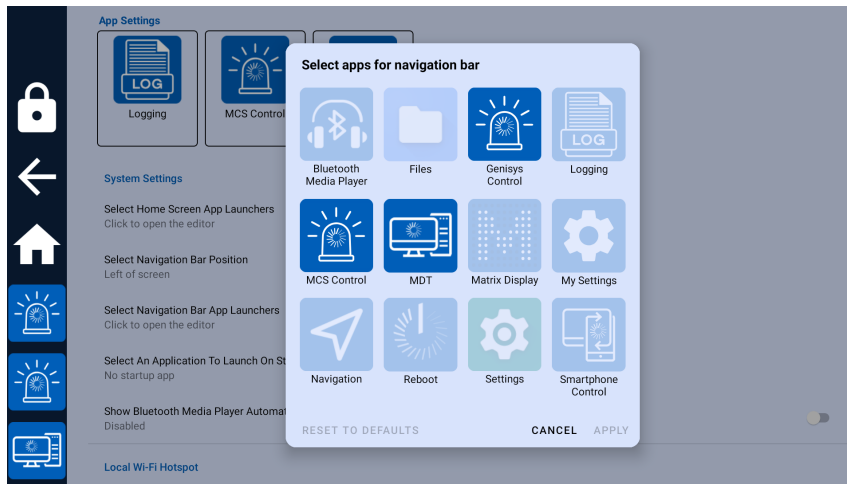 App Settings
LOG
Logging
MCS Control
System Settings
Select Home Screen App Launchers
Click to open the editor
Select Navigation Bar Position
Left of screen
Select Navigation Bar App Launchers
Click to open the editor
Select An Application To Launch On St
No startup app
Show Bluetooth Media Player Automat
Disabled
Local Wi-Fi Hotspot
Select apps for navigation bar
LOG
Bluetooth
Media Player
Files
Genisys
Control
Logging
MCS Control
MDT
Matrix Display
My Settings
Navigation
Reboot
Settings
Smartphone
Control
RESET TO DEFAULTS
CANCEL
APPLY